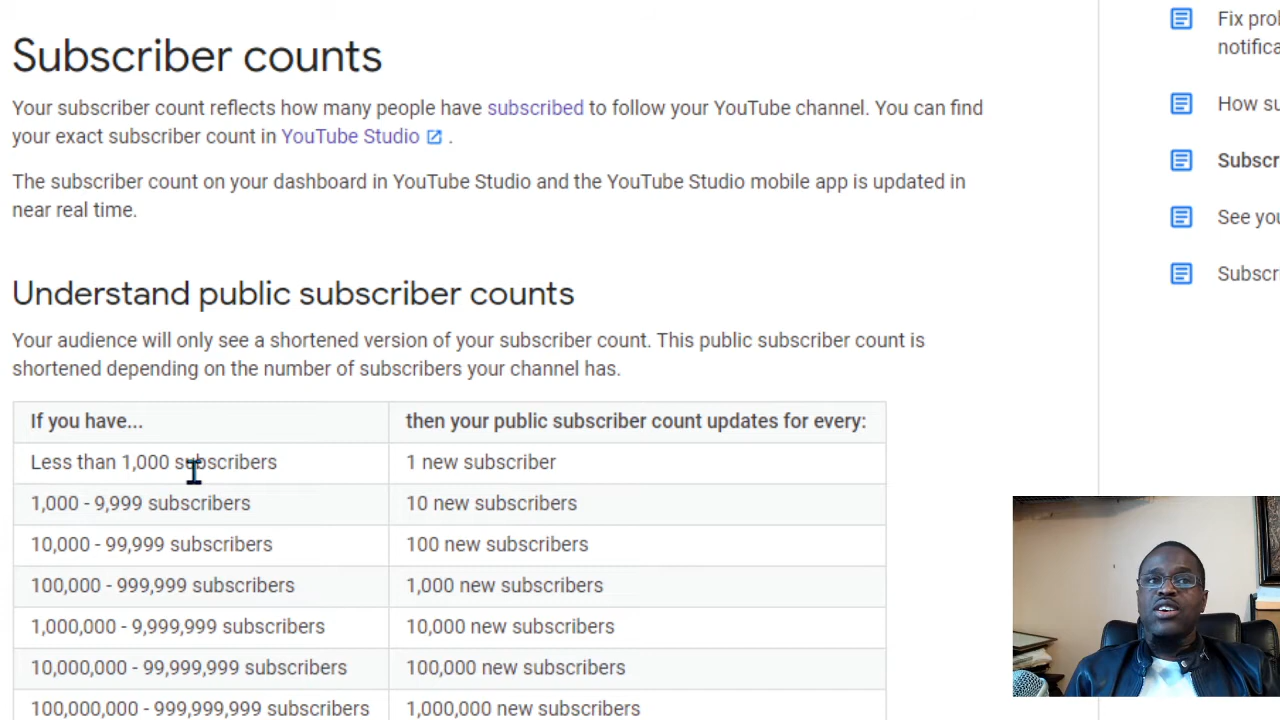 Subscriber counts
Your subscriber count reflects how many people have subscribed to follow your YouTube channel. You can find
your exact subscriber count in YouTube Studio .
The subscriber count on your dashboard in YouTube Studio and the YouTube Studio mobile app is updated in
near real time.
Understand public subscriber counts
Your audience will only see a shortened version of your subscriber count. This public subscriber count is
shortened depending on the number of subscribers your channel has.
If you have... then your public subscriber count updates for every:
Less than 1,000 subscribers 1 new subscriber
1,000 - 9,999 subscribers 10 new subscribers
10,000 - 99,999 subscribers 100 new subscribers
100,000 - 999,999 subscribers 1,000 new subscribers
1,000,000 - 9,999,999 subscribers 10,000 new subscribers
10,000,000 - 99,999,999 subscribers 100,000 new subscribers
100,000,000 - 999,999,999 subscribers 1,000,000 new subscribers
Fix
How
See